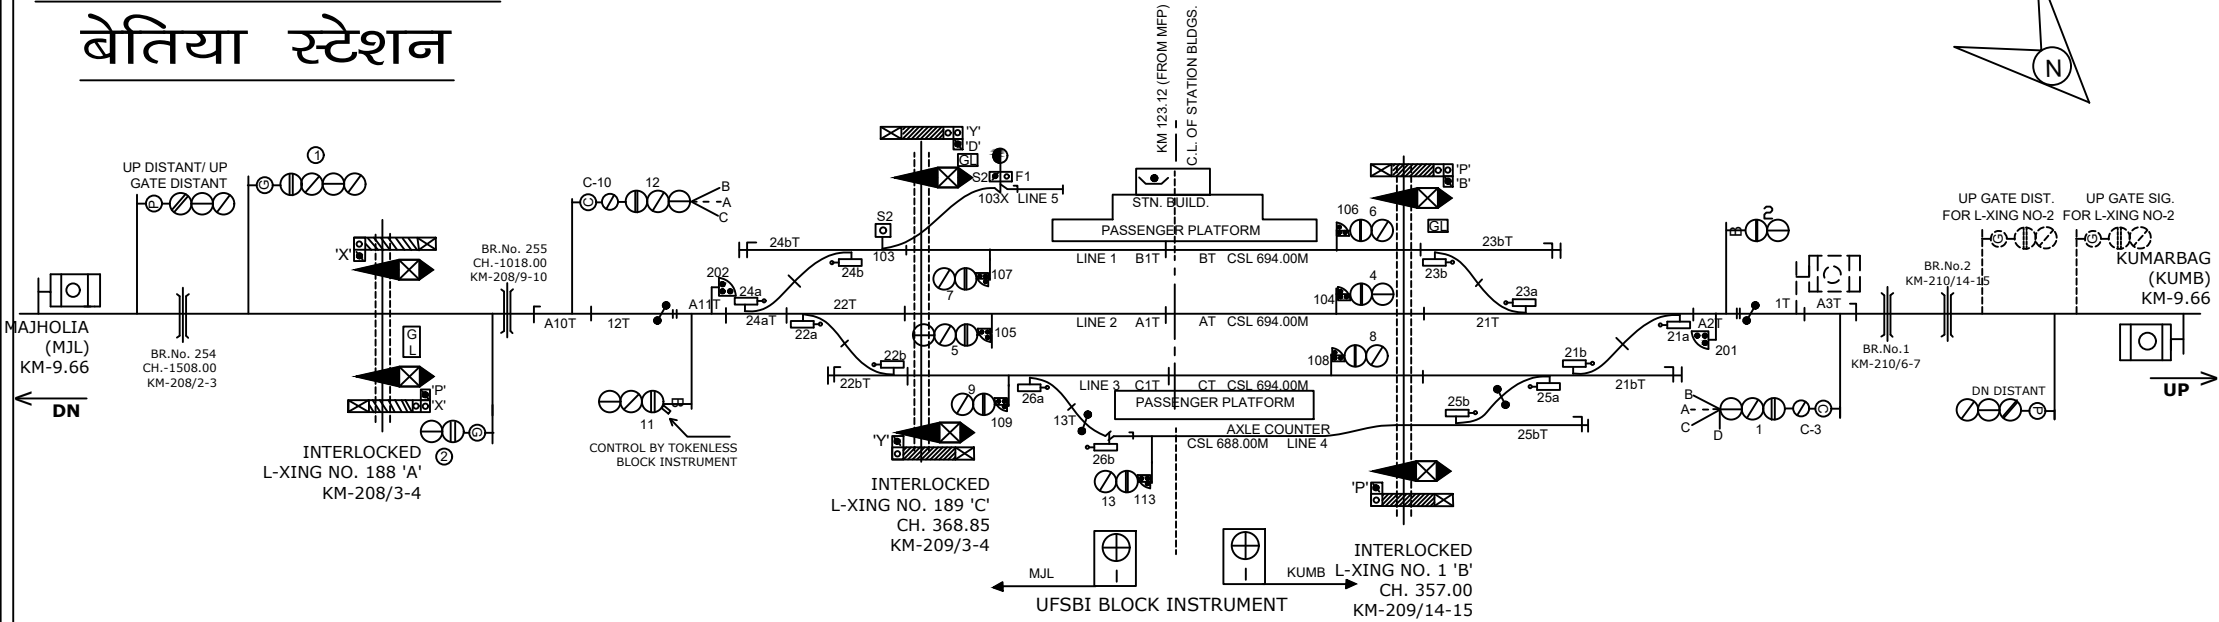 बेतिया स्टेशन
KM 123.12 (FROM MFP)
C.L. OF STATION BLDGS.
N
UP DISTANT/ UP
GATE DISTANT
P
1
G
'X'
G
L
'P'
'X'
MAJHOLIA
(MJL)
KM-9.66
DN
BR.No. 254
CH.-1508.00
KM-208/2-3
INTERLOCKED
L-XING NO. 188 'A'
KM-208/3-4
2
G
BR.No. 255
CH.-1018.00
KM-208/9-10
A10T
12T
C-10
12
C
B
A
C
11
B
CONTROL BY TOKENLESS
BLOCK INSTRUMENT
A11T
202
24a
24aT
24bT
24b
22T
22a
22b
22bT
S2
103
'Y'
'D'
GL
S2
F1
103X
LINE 5
7
107
5
105
9
109
'Y'
INTERLOCKED
L-XING NO. 189 'C'
CH. 368.85
KM-209/3-4
26a
13T
26b
13
113
STN. BUILD.
PASSENGER PLATFORM
LINE 1 B1T BT CSL 694.00M
LINE 2 A1T AT CSL 694.00M
LINE 3 C1T CT CSL 694.00M
PASSENGER PLATFORM
AXLE COUNTER
CSL 688.00M LINE 4
106
6
104
4
108
8
'P'
'B'
GL
23bT
23b
23a
21T
21b
21a
21bT
25b
25a
25bT
'P'
INTERLOCKED
L-XING NO. 1 'B'
CH. 357.00
KM-209/14-15
MJL
KUMB
UFSBI BLOCK INSTRUMENT
A2T
201
2
B
1T
A3T
B
A
C
D
1
C-3
C
BR.No.1
KM-210/6-7
BR.No.2
KM-210/14-15
UP GATE DIST.
FOR L-XING NO-2
G
UP GATE SIG.
FOR L-XING NO-2
G
DN DISTANT
P
KUMARBAG
(KUMB)
KM-9.66
UP